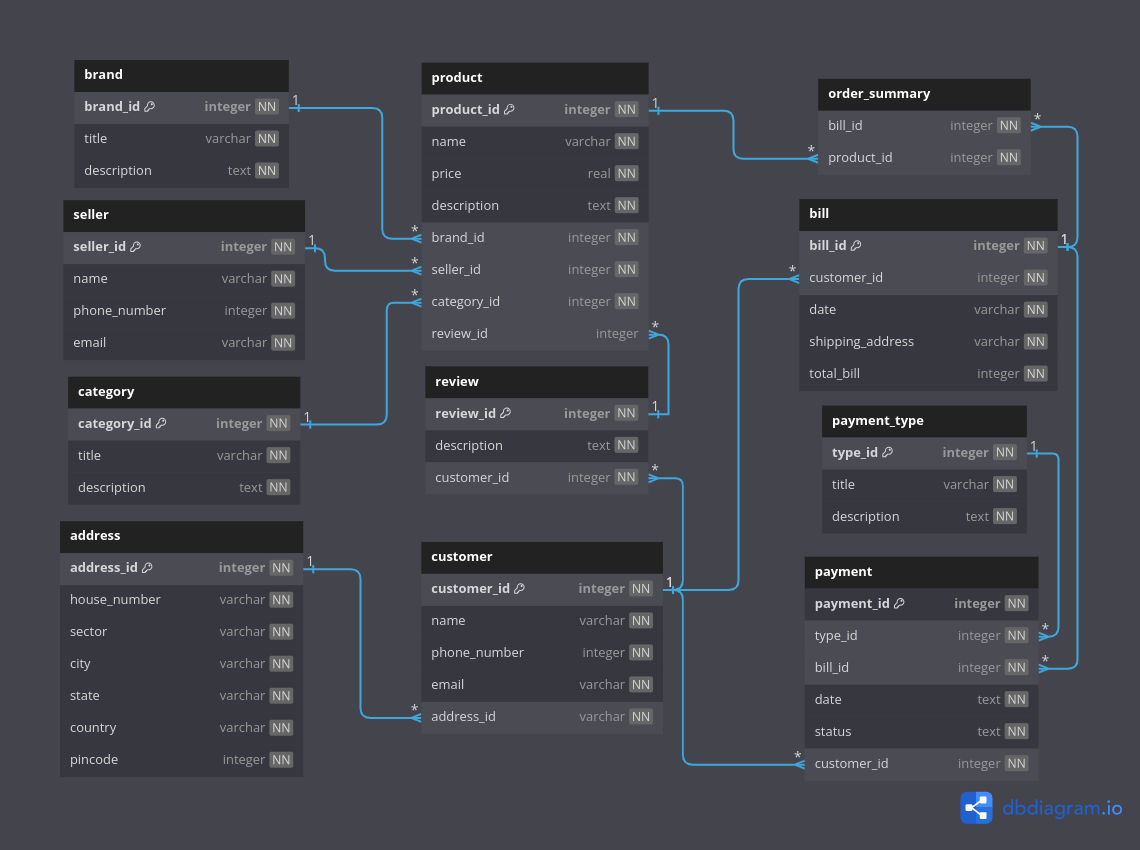 brand
brand_id integer NN
title varchar NN
description text NN
seller
seller_id integer NN
name varchar NN
phone_number integer NN
email varchar NN
category
category_id integer NN
title varchar NN
description text NN
address
address_id integer NN
house_number varchar NN
sector varchar NN
city varchar NN
state varchar NN
country varchar NN
pincode integer NN
1
1
1
1
product
product_id integer NN
name varchar NN
price real NN
description text NN
brand_id integer NN
seller_id integer NN
category_id integer NN
review_id integer
*
*
*
1
*
review
review_id integer NN
description text NN
customer_id integer NN
1
*
customer
customer_id integer NN
name varchar NN
phone_number integer NN
email varchar NN
address_id varchar NN
1
*
order_summary
bill_id integer NN
product_id integer NN
*
*
bill
bill_id integer NN
customer_id integer NN
date varchar NN
shipping_address varchar NN
total_bill integer NN
1
*
payment_type
type_id integer NN
title varchar NN
description text NN
1
payment
payment_id integer NN
type_id integer NN
bill_id integer NN
date text NN
status text NN
customer_id integer NN
*
*
*
dbdiagram.io